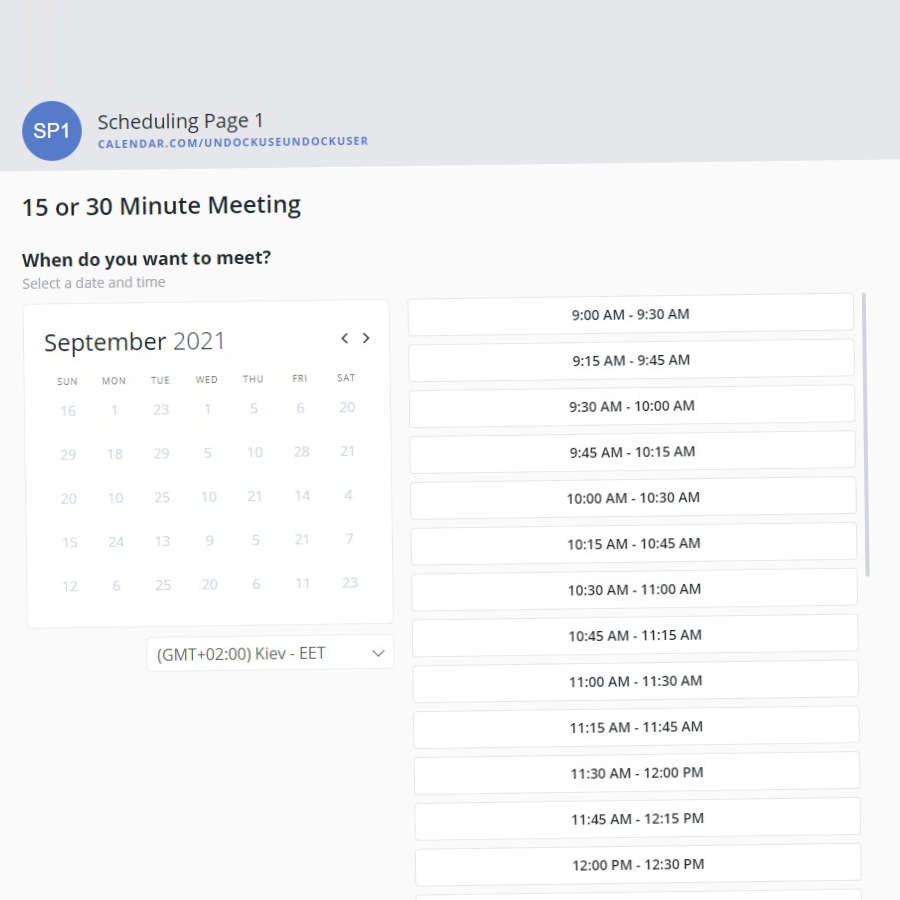 SP1
Scheduling Page 1
CALENDAR.COM/UNDOCKUSEUNDOCKUSER
15 or 30 Minute Meeting
When do you want to meet?
Select a date and time
September 2021
SUN MON TUE WED THU FRI SAT
16 1 23 1 5 6 20
29 18 29 5 10 28 21
20 10 25 10 21 14 4
15 24 13 9 5 21 7
12 6 25 20 6 11 23
(GMT+02:00) Kiev - EET
9:00 AM - 9:30 AM
9:15 AM - 9:45 AM
9:30 AM - 10:00 AM
9:45 AM - 10:15 AM
10:00 AM - 10:30 AM
10:15 AM - 10:45 AM
10:30 AM - 11:00 AM
10:45 AM - 11:15 AM
11:00 AM - 11:30 AM
11:15 AM - 11:45 AM
11:30 AM - 12:00 PM
11:45 AM - 12:15 PM
12:00 PM - 12:30 PM